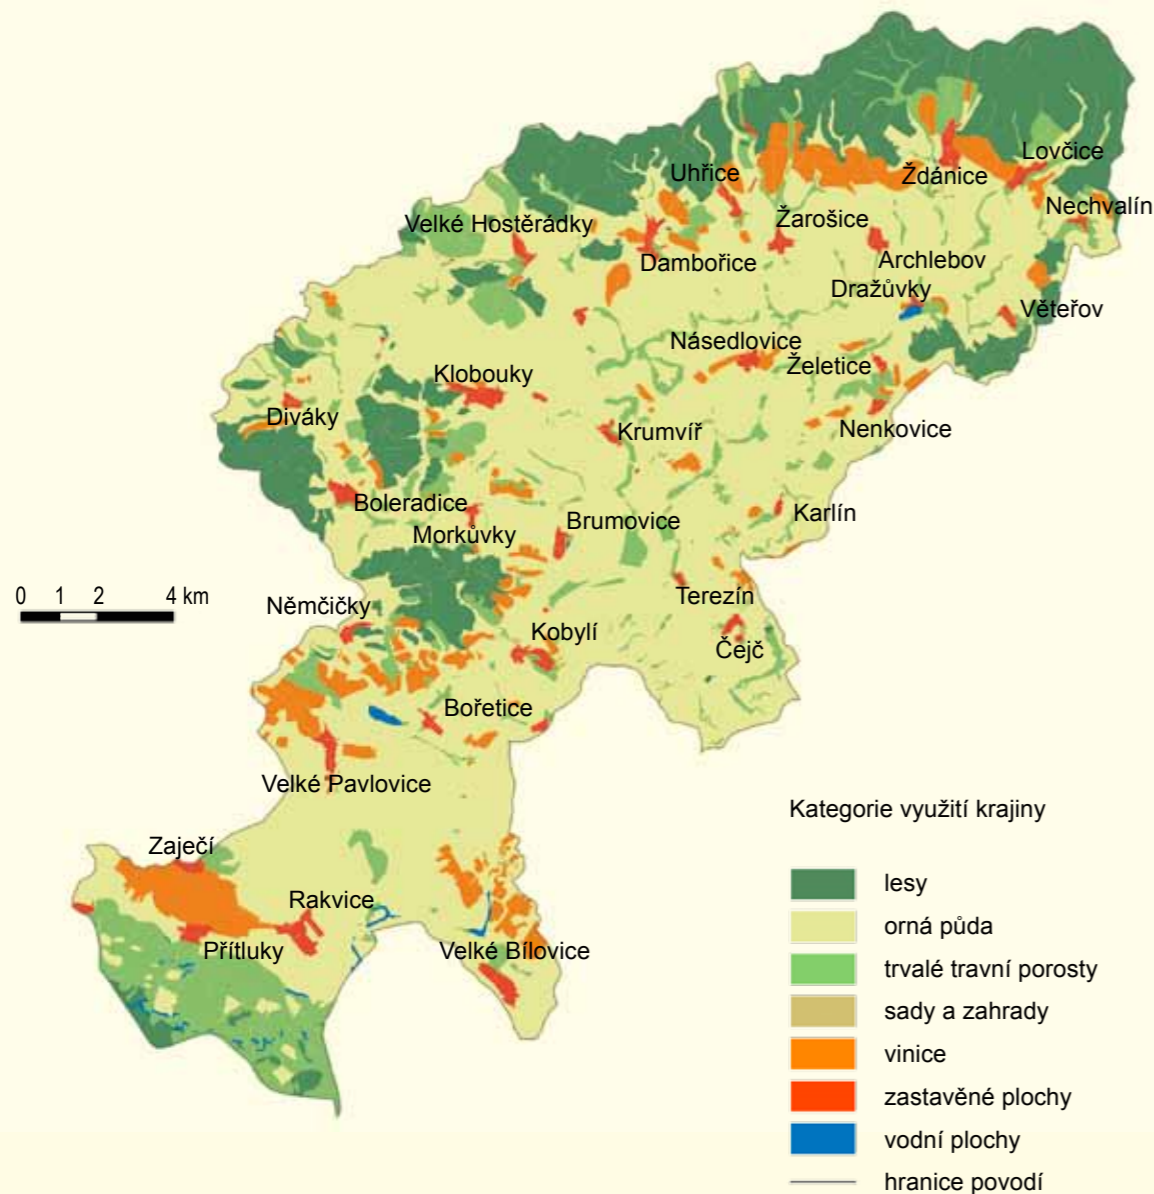 Lovčice
Uhřice
Ždánice
Nechvalín
Velké Hostěrádky
Žarošice
Dambořice
Archlebov
Dražůvky
Věteřov
Násedlovice
Želetice
Klobouky
Diváky
Krumvíř
Nenkovice
Boleradice
Karlín
Brumovice
Morkůvky
0 1 2 4 km
Němčičky
Terezín
Kobylí
Čejč
Bořetice
Velké Pavlovice
Kategorie využití krajiny
Zaječí
lesy
Rakvice
orná půda
Přítluky
Velké Bílovice
trvalé travní porosty
sady a zahrady
vinice
zastavěné plochy
vodní plochy
hranice povodí